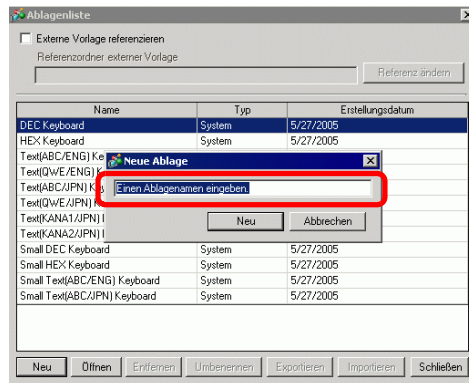 Ablagenliste
Externe Vorlage referenzieren
Referenzordner externer Vorlage
Referenz ändern
Name Typ Erstellungsdatum
DEC Keyboard System 5/27/2005
HEX Keyboard System 5/27/2005
Text(ABC/ENG) Ke
Neue Ablage
Text(QWE/ENG)
Text(ABC/JPN)
Einen Ablagenamen eingeben.
Text(QWE/JPN)
Text(KANA1/JPN)
Neu Abbrechen
Text(KANA2/JPN)
Small DEC Keyboard System 5/27/2005
Small HEX Keyboard System 5/27/2005
Small Text(ABC/ENG) Keyboard System 5/27/2005
Small Text(ABC/JPN) Keyboard System 5/27/2005
Neu Öffnen Entfernen Umbenennen Exportieren Importieren Schließen